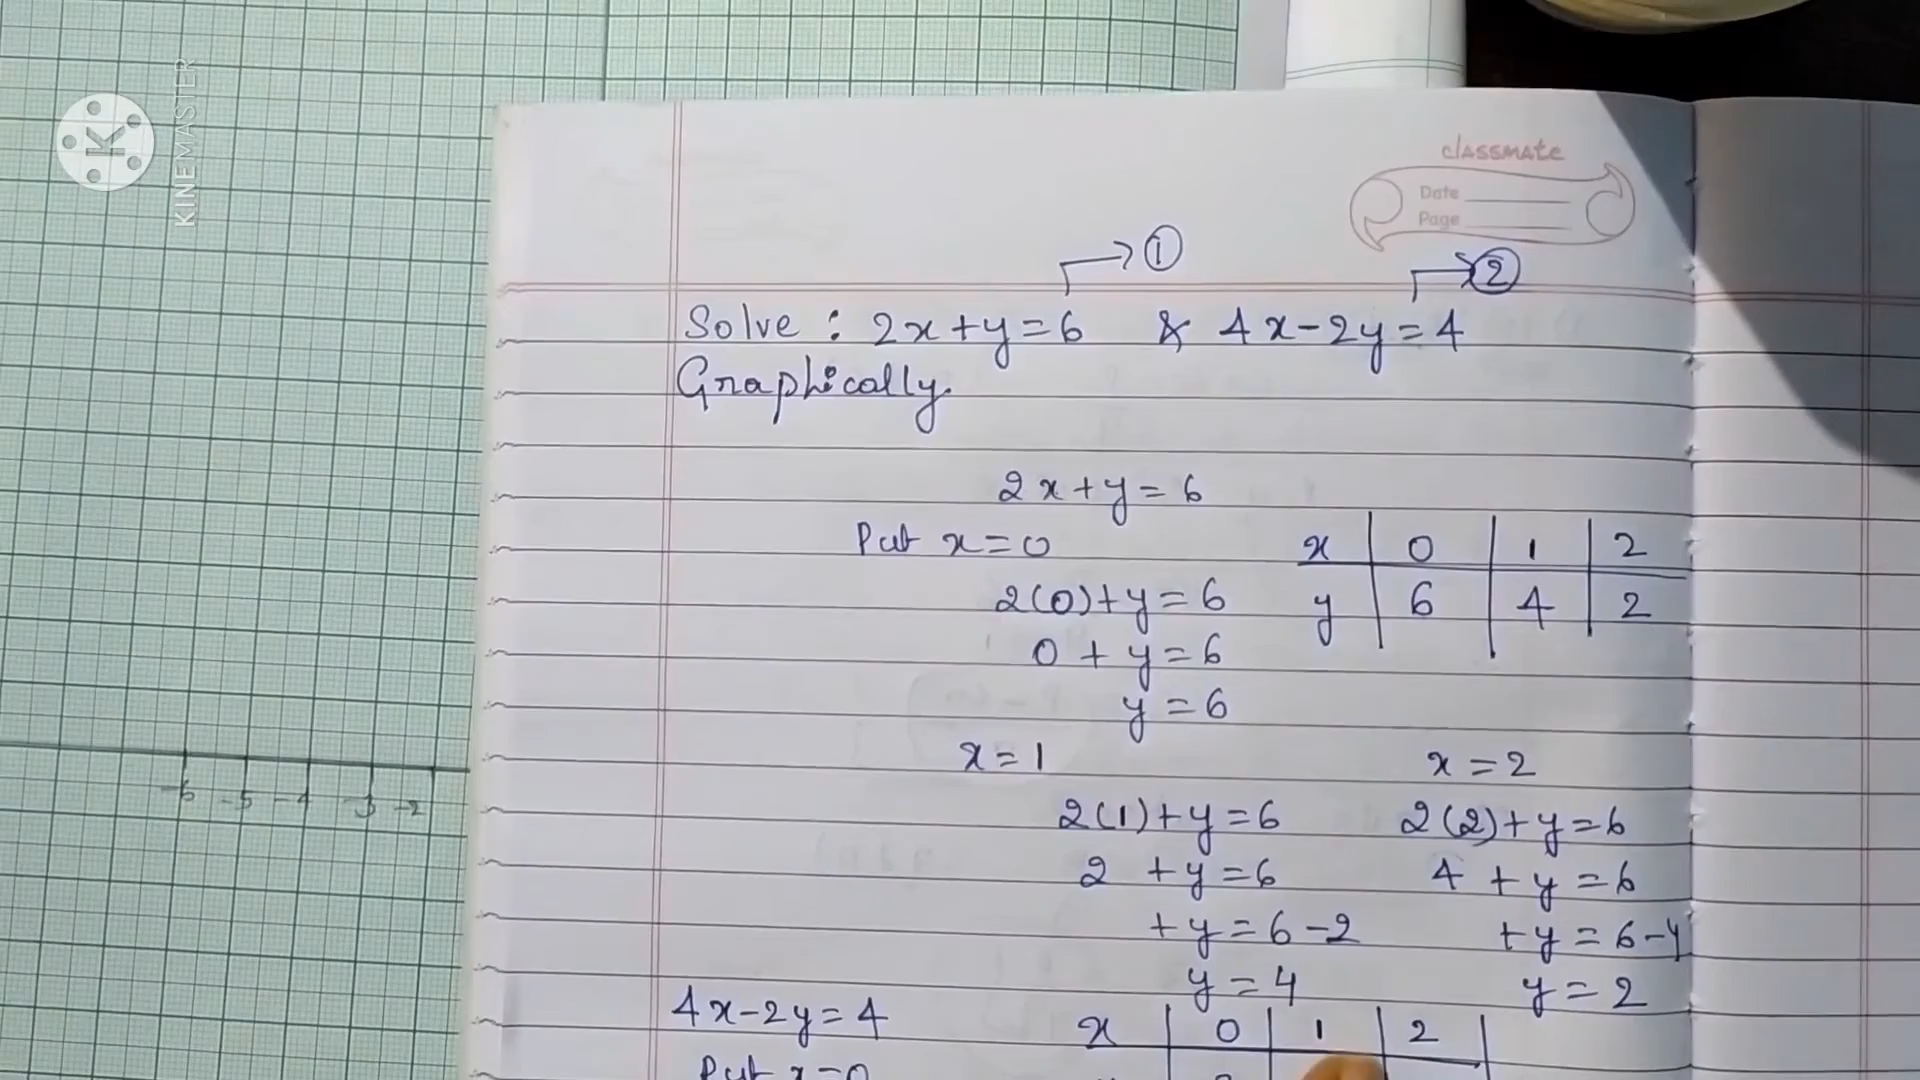 KINEMASTER
classmate
Date
Page
① ②
Solve : 2x+y=6 & 4x-2y=4
Graphically.
2x+y=6
Put x=0
x 0 1 2
y 6 4 2
2(0)+y=6
0+y=6
y=6
x=1 x=2
2(1)+y=6 2(2)+y=6
2 +y=6 4 +y=6
+y=6-2 +y=6-4
y=4 y=2
-6 -5 -4 -3 -2
4x-2y=4
x 0 1 2
Put x=0